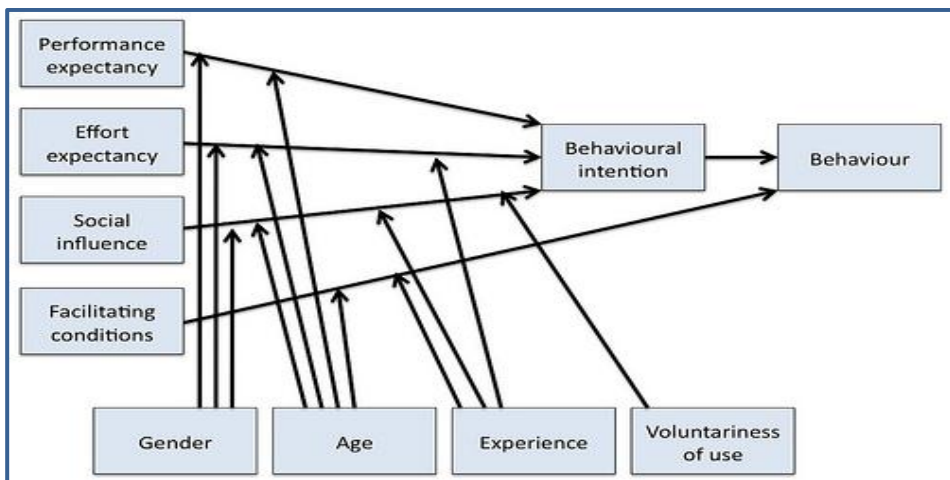 Performance
expectancy
Effort
expectancy
Behavioural
intention
Behaviour
Social
influence
Facilitating
conditions
Gender
Age
Experience
Voluntariness
of use